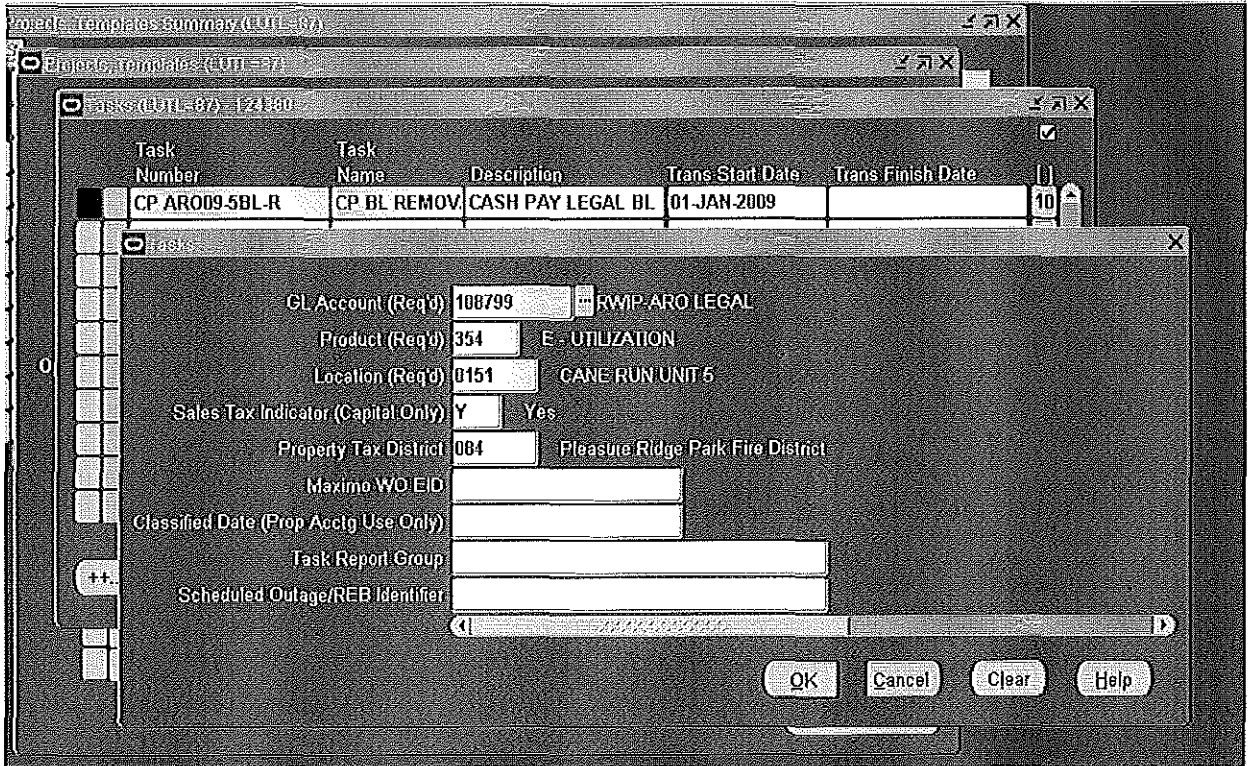 Projects, Templates Summary (LUTL - 87)
Projects, Templates (LUTL - 87)
Tasks (LUTL - 87) - 124380
Task
Number
Task
Name
Description
Trans Start Date
Trans Finish Date
[ ]
CP ARO09-5BL-R
CP BL REMOV
CASH PAY LEGAL BL
01-JAN-2009
10
Tasks
GL Account (Req'd) 108799 RWIP-ARO LEGAL
Product (Req'd) 354 E - UTILIZATION
Location (Req'd) 0151 CANE RUN UNIT 5
Sales Tax Indicator (Capital Only) Y Yes
Property Tax District 084 Pleasure Ridge Park Fire District
Maximo WO EID
Classified Date (Prop Acctg Use Only)
Task Report Group
Scheduled Outage/REB Identifier
OK Cancel Clear Help